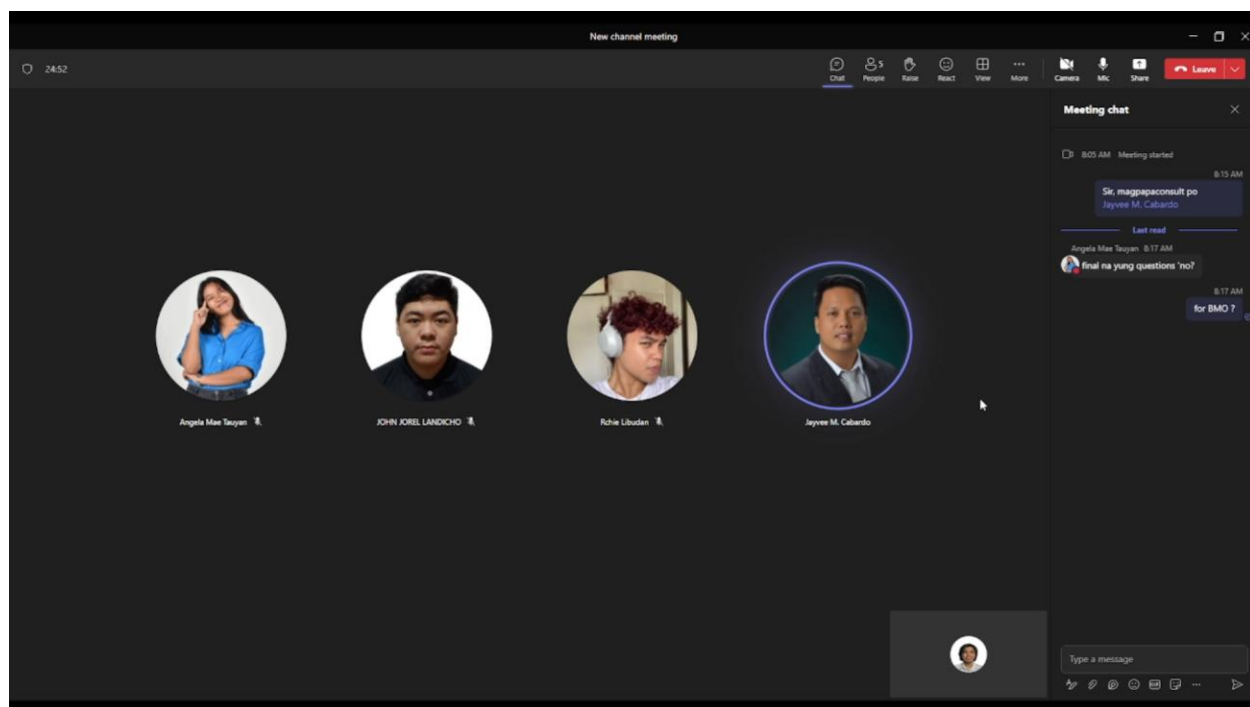 New channel meeting
24:52
Chat
People
5
Raise
React
View
More
Camera
Mic
Share
Leave
Meeting chat
8:05 AM Meeting started
8:15 AM
Sir, magpapaconsult po
Jayvee M. Cabardo
Last read
Angela Mae Tauyan 8:17 AM
final na yung questions 'no?
8:17 AM
for BMO ?
Angela Mae Tauyan
JOHN JOREL LANDICHO
Rchie Libudan
Jayvee M. Cabardo
Type a message